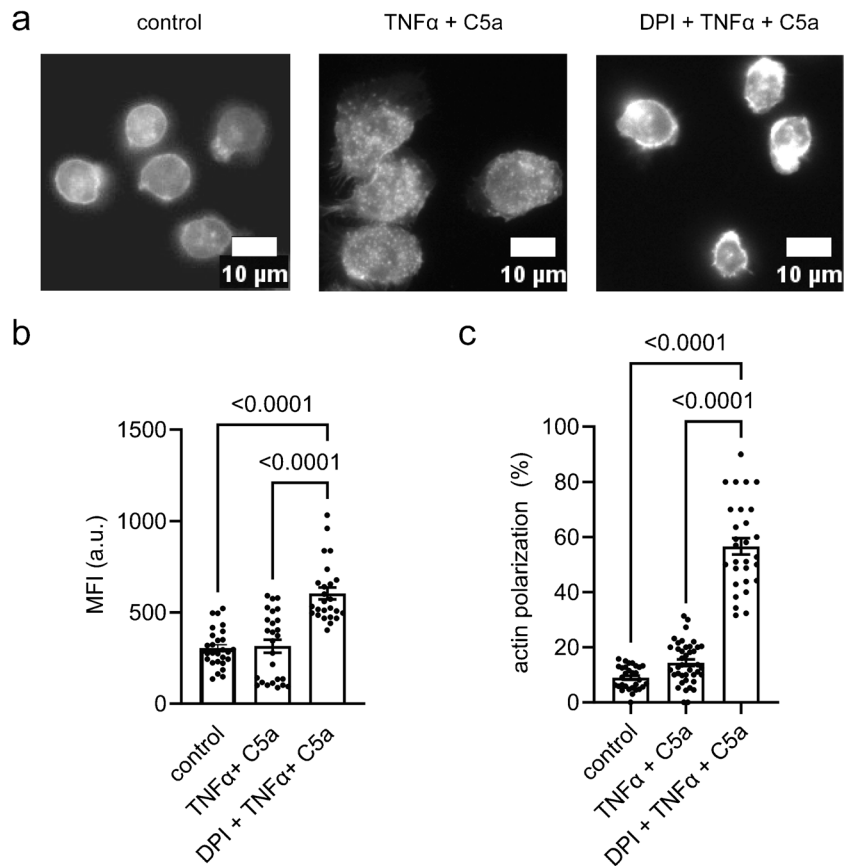 a
control
TNFα + C5a
DPI + TNFα + C5a
10 µm
10 µm
10 µm
b
<0.0001
<0.0001
MFI (a.u.)
1500
1000
500
0
control
TNFα+ C5a
DPI + TNFα+ C5a
c
<0.0001
<0.0001
actin polarization (%)
100
80
60
40
20
0
control
TNFα + C5a
DPI + TNFα + C5a